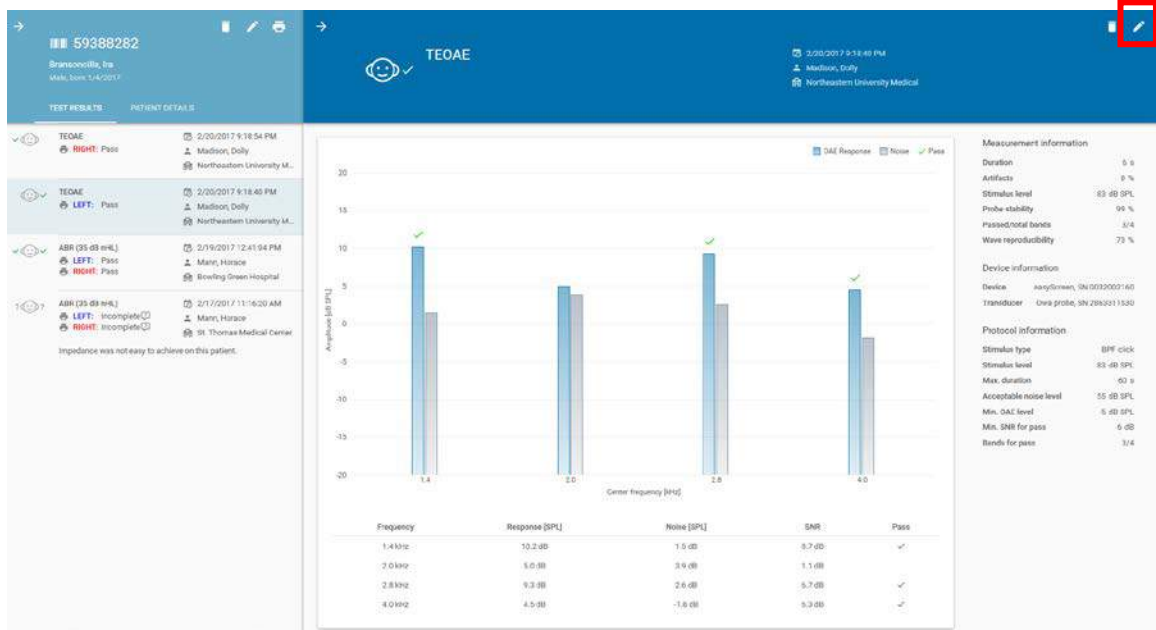 59388282
Bransoncilla, Ira
Male, born 1/4/2017
TEST RESULTS PATIENT DETAILS
TEOAE
RIGHT: Pass
2/20/2017 9:18:54 PM
Madison, Dolly
Northeastern University M...
TEOAE
LEFT: Pass
2/20/2017 9:18:40 PM
Madison, Dolly
Northeastern University M...
ABR (35 dB nHL)
LEFT: Pass
RIGHT: Pass
2/19/2017 12:41:04 PM
Mann, Horace
Bowling Green Hospital
ABR (35 dB nHL)
LEFT: Incomplete
RIGHT: Incomplete
2/17/2017 11:16:20 AM
Mann, Horace
St. Thomas Medical Center
Impedance was not easy to achieve on this patient.
TEOAE
2/20/2017 9:18:40 PM
Madison, Dolly
Northeastern University Medical
OAE Response Noise Pass
20
15
10
5
0
-5
-10
-15
-20
Amplitude [dB SPL]
1.4 2.0 2.8 4.0
Center frequency [kHz]
Frequency Response [SPL] Noise [SPL] SNR Pass
1.4 kHz 10.2 dB 1.5 dB 8.7 dB
2.0 kHz 5.0 dB 3.9 dB 1.1 dB
2.8 kHz 9.3 dB 2.6 dB 6.7 dB
4.0 kHz 4.5 dB -1.8 dB 6.3 dB
Measurement information
Duration 6 s
Artifacts %
Stimulus level 83 dB SPL
Probe stability 99 %
Passed/total bands 3/4
Wave reproducibility 73 %
Device information
Device easyScreen, SN
Transducer probe, SN
Protocol information
Stimulus type BPF click
Stimulus level 83 dB SPL
Max. duration 60 s
Acceptable noise level 55 dB SPL
Min. OAE level dB SPL
Min. SNR for pass 6 dB
Bands for pass 3/4